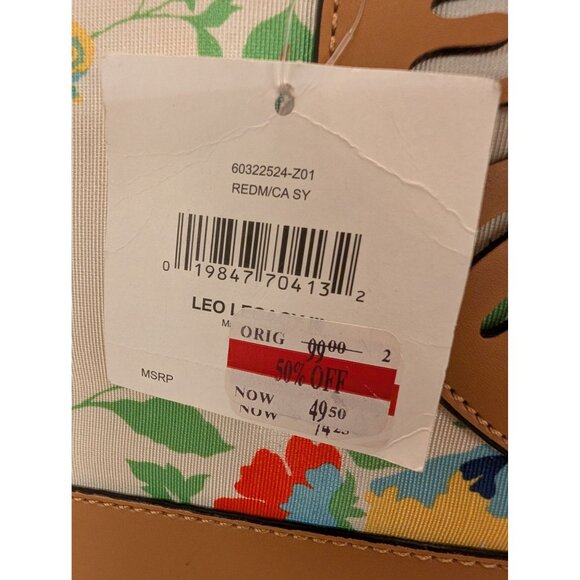 60322524-Z01
REDM/CA SY
0 19847 70413 2
LEO
ORIG 99.00 2
50% OFF
NOW 49.50
NOW
MSRP